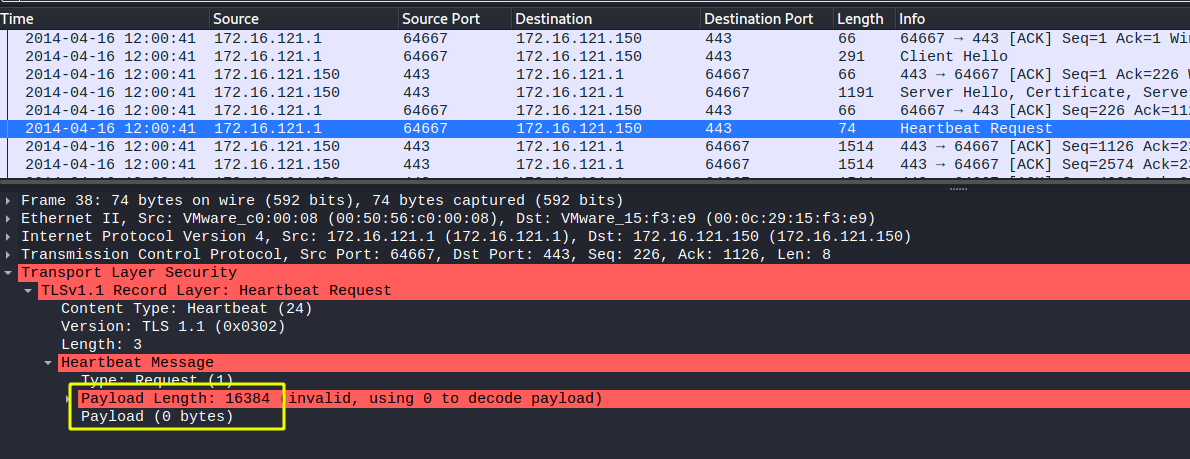 Time Source Source Port Destination Destination Port Length Info
2014-04-16 12:00:41 172.16.121.1 64667 172.16.121.150 443 66 64667 → 443 [ACK] Seq=1 Ack=1 Win
2014-04-16 12:00:41 172.16.121.1 64667 172.16.121.150 443 291 Client Hello
2014-04-16 12:00:41 172.16.121.150 443 172.16.121.1 64667 66 443 → 64667 [ACK] Seq=1 Ack=226
2014-04-16 12:00:41 172.16.121.150 443 172.16.121.1 64667 1191 Server Hello, Certificate, Server
2014-04-16 12:00:41 172.16.121.1 64667 172.16.121.150 443 66 64667 → 443 [ACK] Seq=226 Ack=112
2014-04-16 12:00:41 172.16.121.1 64667 172.16.121.150 443 74 Heartbeat Request
2014-04-16 12:00:41 172.16.121.150 443 172.16.121.1 64667 1514 443 → 64667 [ACK] Seq=1126 Ack=23
2014-04-16 12:00:41 172.16.121.150 443 172.16.121.1 64667 1514 443 → 64667 [ACK] Seq=2574 Ack=23
Frame 38: 74 bytes on wire (592 bits), 74 bytes captured (592 bits)
Ethernet II, Src: VMware_c0:00:08 (00:50:56:c0:00:08), Dst: VMware_15:f3:e9 (00:0c:29:15:f3:e9)
Internet Protocol Version 4, Src: 172.16.121.1 (172.16.121.1), Dst: 172.16.121.150 (172.16.121.150)
Transmission Control Protocol, Src Port: 64667, Dst Port: 443, Seq: 226, Ack: 1126, Len: 8
Transport Layer Security
TLSv1.1 Record Layer: Heartbeat Request
Content Type: Heartbeat (24)
Version: TLS 1.1 (0x0302)
Length: 3
Heartbeat Message
Type: Request (1)
Payload Length: 16384 (invalid, using 0 to decode payload)
Payload (0 bytes)